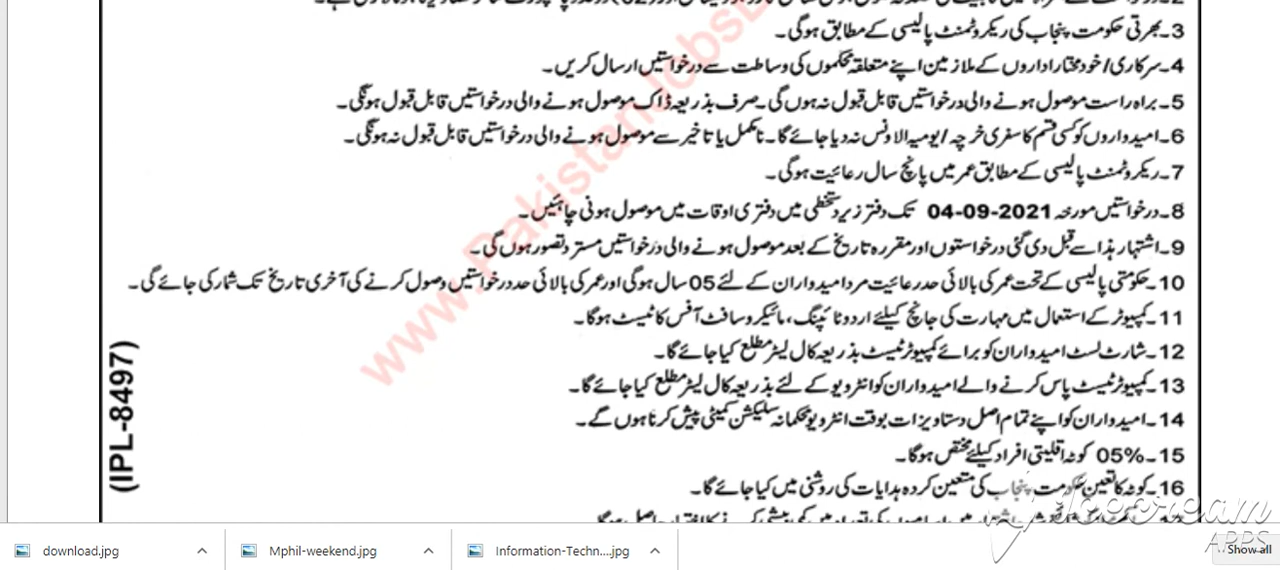 3۔ بھرتی حکومت پنجاب کی ریکروٹمنٹ پالیسی کے مطابق ہوگی۔
4۔ سرکاری/خودمختار اداروں کے ملازمین اپنے متعلقہ محکموں کی وساطت سے درخواستیں ارسال کریں۔
5۔ براہ راست موصول ہونے والی درخواستیں قابل قبول نہ ہوں گی۔ صرف بذریعہ ڈاک موصول ہونے والی درخواستیں قابل قبول ہونگی۔
6۔ امیدواروں کو کسی قسم کا سفری خرچہ/یومیہ الاونس نہ دیا جائے گا۔ نامکمل یا تاخیر سے موصول ہونے والی درخواستیں قابل قبول نہ ہونگی۔
7۔ ریکروٹمنٹ پالیسی کے مطابق عمر میں پانچ سال رعائیت ہوگی۔
8۔ درخواستیں مورخہ 04-09-2021 تک دفتر زیر دستخطی میں دفتری اوقات میں موصول ہونی چاہئیں۔
9۔ اشتہار ہذا سے قبل دی گئی درخواستوں اور مقررہ تاریخ کے بعد موصول ہونے والی درخواستیں مسترد تصور ہوں گی۔
10۔ حکومتی پالیسی کے تحت عمر کی بالائی حد رعائیت مرد امیدواران کے لئے 05 سال ہوگی اور عمر کی بالائی حد درخواستیں وصول کرنے کی آخری تاریخ تک شمار کی جائے گی۔
11۔ کمپیوٹر کے استعمال میں مہارت کی جانچ کیلئے اردو ٹائپنگ، مائیکروسافٹ آفس کا ٹیسٹ ہوگا۔
12۔ شارٹ لسٹ امیدواران کو برائے کمپیوٹر ٹیسٹ بذریعہ کال لیٹر مطلع کیا جائے گا۔
13۔ کمپیوٹر ٹیسٹ پاس کرنے والے امیدواران کو انٹرویو کے لئے بذریعہ کال لیٹر مطلع کیا جائے گا۔
14۔ امیدواران کو اپنے تمام اصل دستاویزات بوقت انٹرویو محکمانہ سلیکشن کمیٹی پیش کرنا ہوں گے۔
15۔ 05% کوٹہ اقلیتی افراد کیلئے مختص ہوگا۔
16۔ کوٹہ کا تعین حکومت پنجاب کی متعین کردہ ہدایات کی روشنی میں کیا جائے گا۔
(IPL-8497)
www.PakistanJobsB
Icecream
APPS
download.jpg
Mphil-weekend.jpg
Information-Techn....jpg
Show all